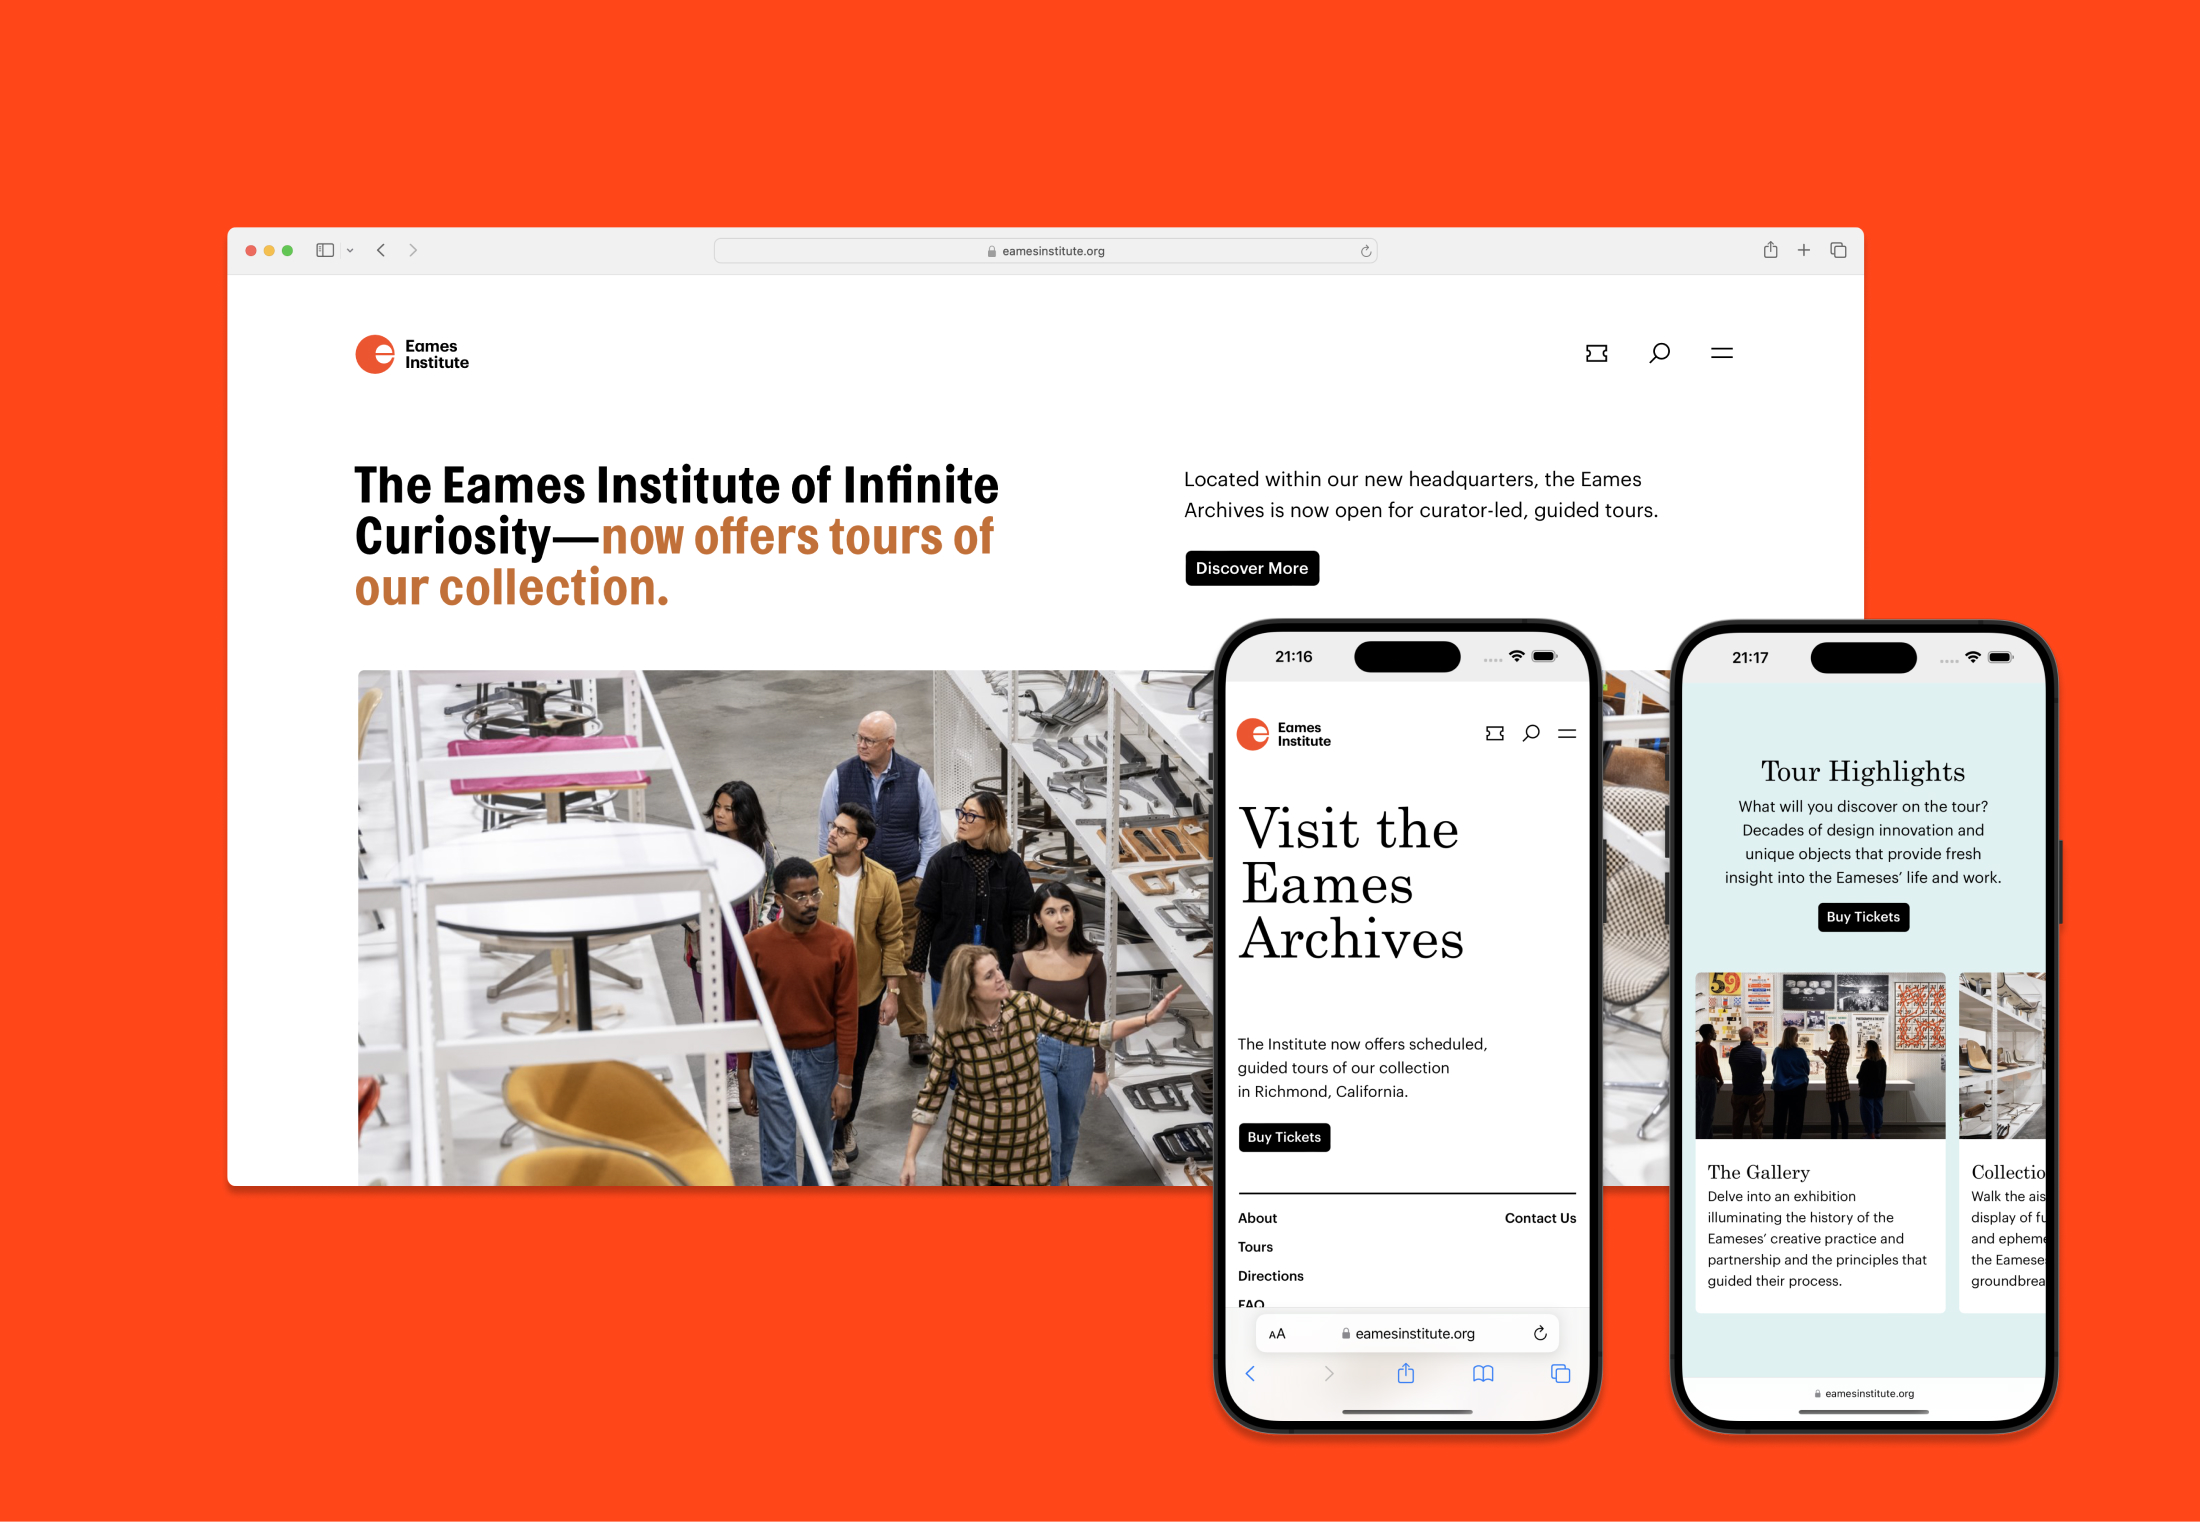 eamesinstitute.org
Eames
Institute
The Eames Institute of Infinite
Curiosity—now offers tours of
our collection.
Located within our new headquarters, the Eames
Archives is now open for curator-led, guided tours.
Discover More
21:16
Eames
Institute
Visit the
Eames
Archives
The Institute now offers scheduled,
guided tours of our collection
in Richmond, California.
Buy Tickets
About
Contact Us
Tours
Directions
FAQ
AA
eamesinstitute.org
21:17
Tour Highlights
What will you discover on the tour?
Decades of design innovation and
unique objects that provide fresh
insight into the Eameses’ life and work.
Buy Tickets
59
The Gallery
Delve into an exhibition
illuminating the history of the
Eameses’ creative practice and
partnership and the principles that
guided their process.
Collectio
Walk the ais
display of fu
and epheme
the Eamese
groundbrea
eamesinstitute.org